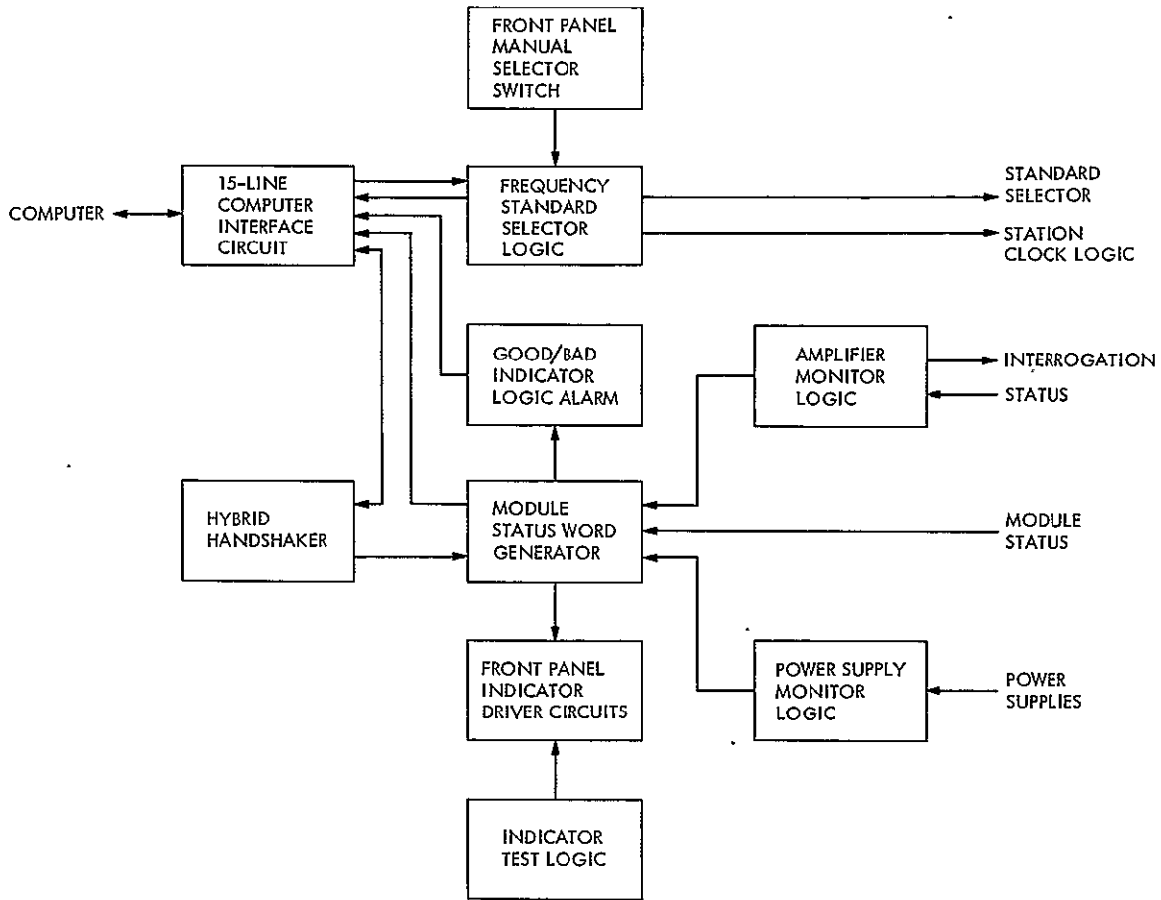 FRONT PANEL
MANUAL
SELECTOR
SWITCH
15-LINE
COMPUTER
INTERFACE
CIRCUIT
FREQUENCY
STANDARD
SELECTOR
LOGIC
STANDARD
SELECTOR
COMPUTER
STATION
CLOCK LOGIC
GOOD/BAD
INDICATOR
LOGIC ALARM
AMPLIFIER
MONITOR
LOGIC
INTERROGATION
STATUS
HYBRID
HANDSHAKER
MODULE
STATUS WORD
GENERATOR
MODULE
STATUS
FRONT PANEL
INDICATOR
DRIVER CIRCUITS
POWER SUPPLY
MONITOR
LOGIC
POWER
SUPPLIES
INDICATOR
TEST LOGIC